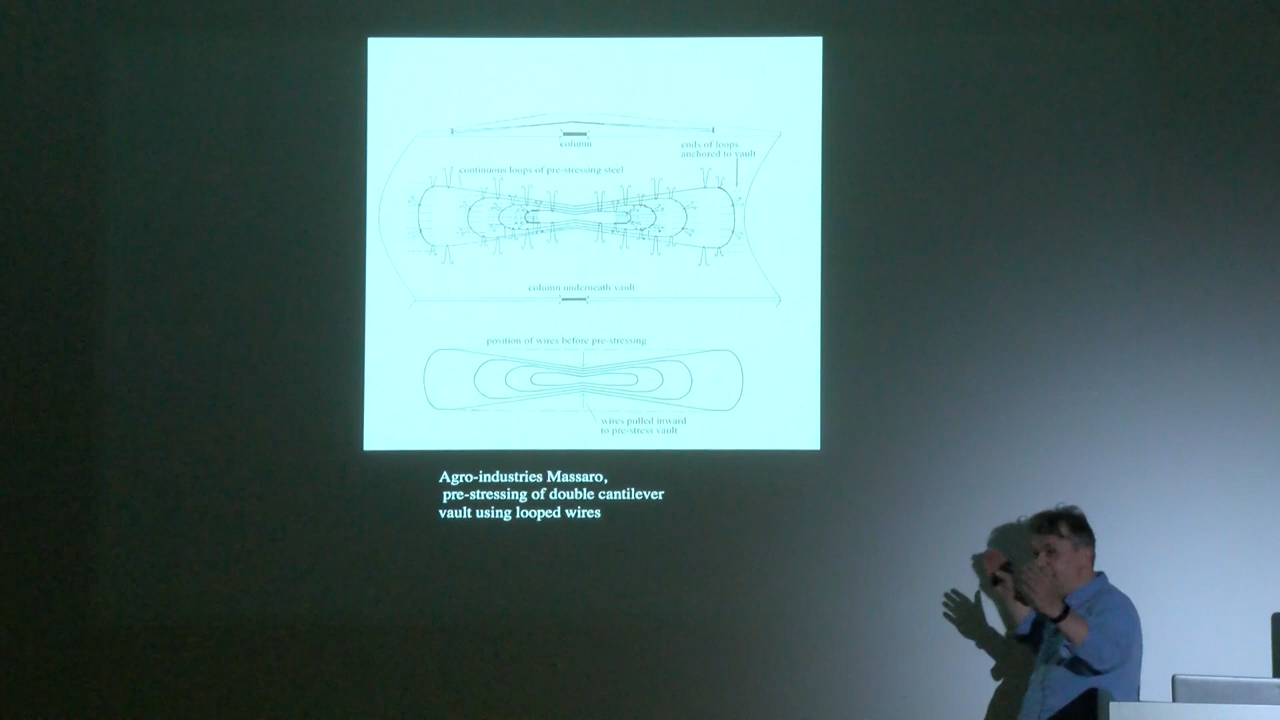 column
ends of loops
anchored to vault
continuous loops of pre-stressing steel
column underneath vault
position of wires before pre-stressing
wires pulled inward
to pre-stress vault
Agro-industries Massaro,
pre-stressing of double cantilever
vault using looped wires